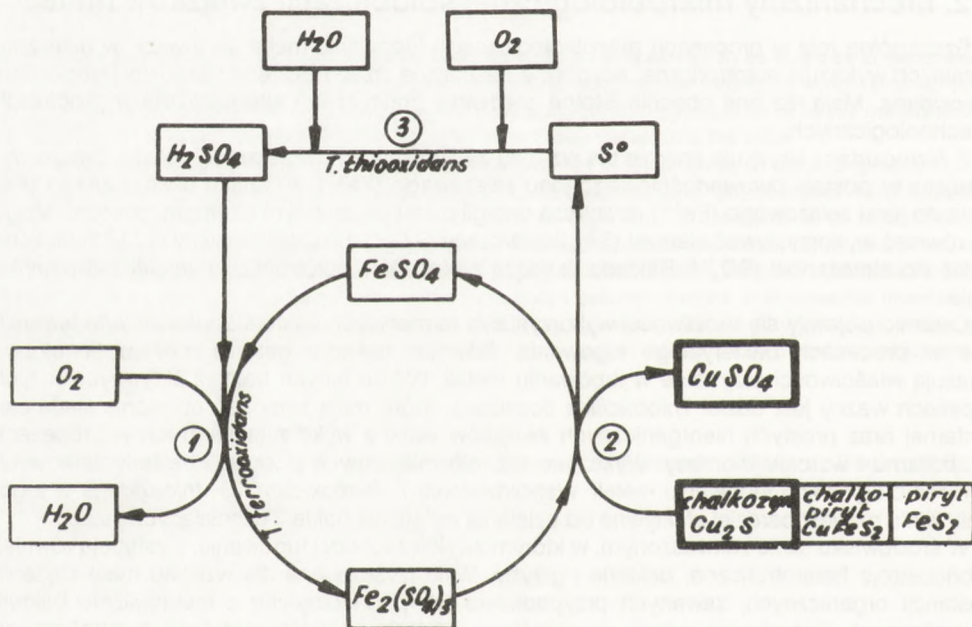 H₂O
O₂
③
H₂SO₄
T. thiooxidans
S°
FeSO₄
O₂
CuSO₄
①
T. ferrooxidans
②
H₂O
chalkozyn
Cu₂S
chalko-
piryt
CuFeS₂
piryt
FeS₂
Fe₂(SO₄)₃